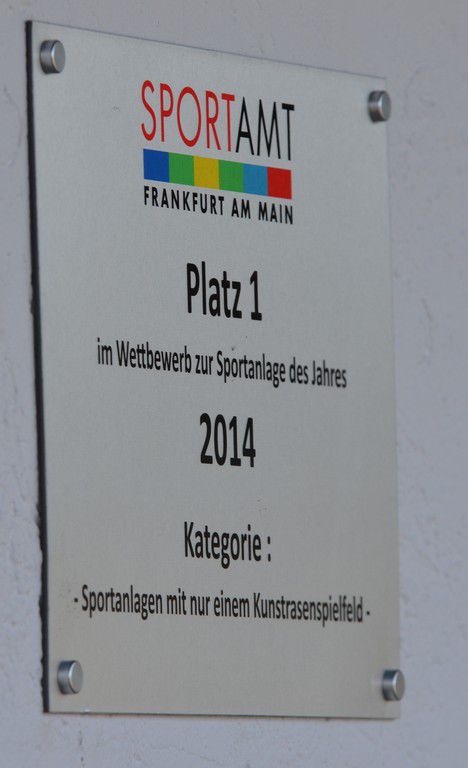 SPORTAMT
FRANKFURT AM MAIN
Platz 1
im Wettbewerb zur Sportanlage des Jahres
2014
Kategorie :
- Sportanlagen mit nur einem Kunstrasenspielfeld -